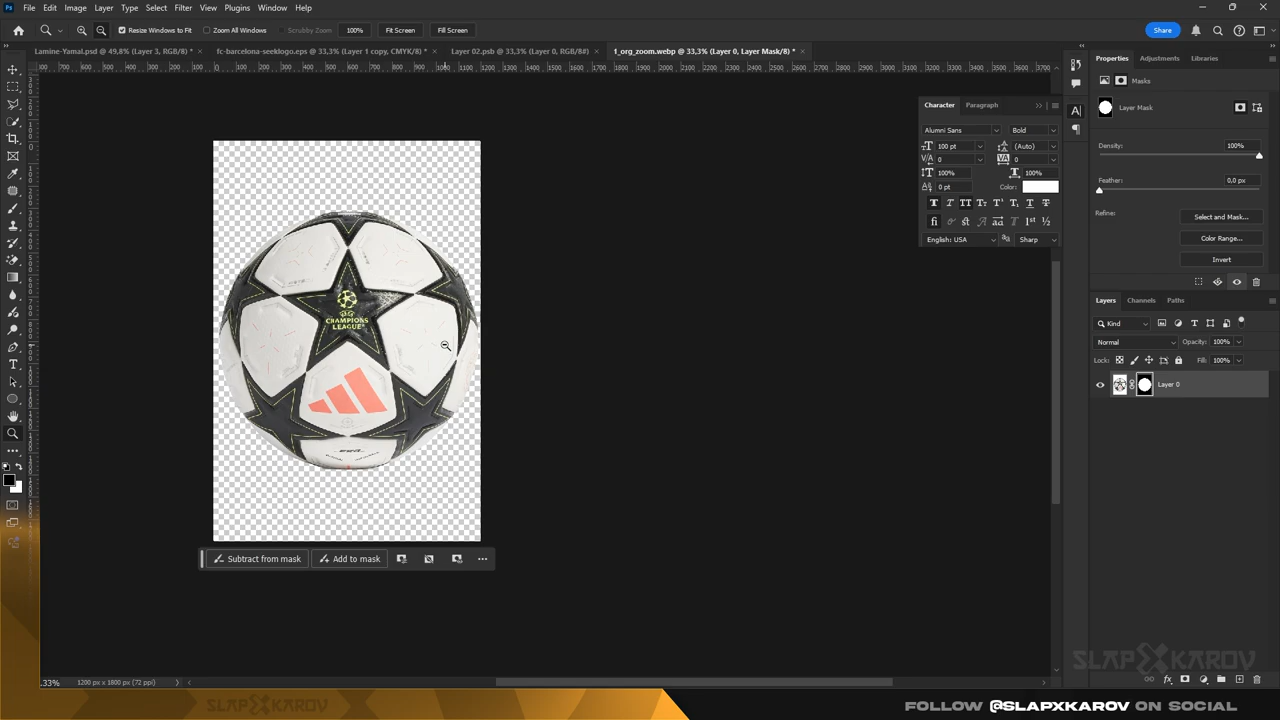 File Edit Image Layer Type Select Filter View Plugins Window Help
Resize Windows to Fit All Windows Scrubby Zoom 100% Fit Screen Fill Screen Share
Lamine-Yamal.psd @ 49,8% (Layer 3, RGB/8) * × fc-barcelona-seeklogo.eps @ 33,3% (Layer 1 copy, CMYK/8) * × Layer 02.psb @ 33,3% (Layer 0, RGB/8#) × t_org_zoom.webp @ 33,3% (Layer 0, Layer Mask/8) * ×
Properties Adjustments Libraries
Masks
Layer Mask
Density: 100%
Feather: 0,0 px
Refine: Select and Mask...
Color Range...
Invert
Character Paragraph
Alumni Sans Bold
100 pt (Auto)
0 0
100% 100%
0 pt Color:
English: USA Sharp
Layers Channels Paths
Kind
Normal Opacity: 100%
Lock: Fill: 100%
Layer 0
CHAMPIONS
LEAGUE
Subtract from mask Add to mask
33% 1200 px x 1800 px (72 ppi)
SLAPXKAROV
SLAPXKAROV
FOLLOW @SLAPXKAROV ON SOCIAL